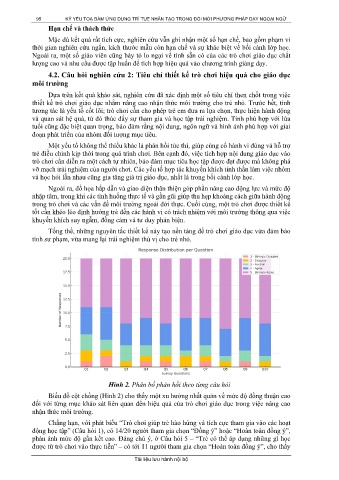 98 KỶ YẾU TỌA ĐÀM ỨNG DỤNG TRÍ TUỆ NHÂN TẠO TRONG ĐỔI MỚI PHƯƠNG PHÁP DẠY NGOẠI NGỮ
Hạn chế và thách thức
Mặc dù kết quả rất tích cực, nghiên cứu vẫn ghi nhận một số hạn chế, bao gồm phạm vi
thời gian nghiên cứu ngắn, kích thước mẫu còn hạn chế và sự khác biệt về bối cảnh lớp học.
Ngoài ra, một số giáo viên cũng bày tỏ lo ngại về tính sẵn có của các trò chơi giáo dục chất
lượng cao và nhu cầu được tập huấn để tích hợp hiệu quả vào chương trình giảng dạy.
4.2. Câu hỏi nghiên cứu 2: Tiêu chí thiết kế trò chơi hiệu quả cho giáo dục
môi trường
Dựa trên kết quả khảo sát, nghiên cứu đã xác định một số tiêu chí then chốt trong việc
thiết kế trò chơi giáo dục nhằm nâng cao nhận thức môi trường cho trẻ nhỏ. Trước hết, tính
tương tác là yếu tố cốt lõi; trò chơi cần cho phép trẻ em đưa ra lựa chọn, thực hiện hành động
và quan sát hệ quả, từ đó thúc đẩy sự tham gia và học tập trải nghiệm. Tính phù hợp với lứa
tuổi cũng đặc biệt quan trọng, bảo đảm rằng nội dung, ngôn ngữ và hình ảnh phù hợp với giai
đoạn phát triển của nhóm đối tượng mục tiêu.
Một yếu tố không thể thiếu khác là phản hồi tức thì, giúp củng cố hành vi đúng và hỗ trợ
trẻ điều chỉnh kịp thời trong quá trình chơi. Bên cạnh đó, việc tích hợp nội dung giáo dục vào
trò chơi cần diễn ra một cách tự nhiên, bảo đảm mục tiêu học tập được đạt được mà không phá
vỡ mạch trải nghiệm của người chơi. Các yếu tố hợp tác khuyến khích tinh thần làm việc nhóm
và học hỏi lẫn nhau cũng gia tăng giá trị giáo dục, nhất là trong bối cảnh lớp học.
Ngoài ra, đồ họa hấp dẫn và giao diện thân thiện góp phần nâng cao động lực và mức độ
nhập tâm, trong khi các tình huống thực tế và gần gũi giúp thu hẹp khoảng cách giữa hành động
trong trò chơi và các vấn đề môi trường ngoài đời thực. Cuối cùng, một trò chơi được thiết kế
tốt cần khéo léo định hướng trẻ đến các hành vi có trách nhiệm với môi trường thông qua việc
khuyến khích suy ngẫm, đồng cảm và tư duy phản biện.
Tổng thể, những nguyên tắc thiết kế này tạo nền tảng để trò chơi giáo dục vừa đảm bảo
tính sư phạm, vừa mang lại trải nghiệm thú vị cho trẻ nhỏ.
Response Distribution per Question
1 - Strongly Disagree
2 - Disagree
3 - Neutral
4 - Agree
5 - Strongly Agree
Number of Responses
20.0
17.5
15.0
12.5
10.0
7.5
5.0
2.5
0.0
Q1 Q2 Q3 Q4 Q5 Q6 Q7 Q8 Q9 Q10
Survey Questions
Hình 2. Phân bố phản hồi theo từng câu hỏi
Biểu đồ cột chồng (Hình 2) cho thấy một xu hướng nhất quán về mức độ đồng thuận cao
đối với từng mục khảo sát liên quan đến hiệu quả của trò chơi giáo dục trong việc nâng cao
nhận thức môi trường.
Chẳng hạn, với phát biểu “Trò chơi giúp trẻ hào hứng và tích cực tham gia vào các hoạt
động học tập” (Câu hỏi 1), có 14/20 người tham gia chọn “Đồng ý” hoặc “Hoàn toàn đồng ý”,
phản ánh mức độ gắn kết cao. Đáng chú ý, ở Câu hỏi 5 – “Trẻ có thể áp dụng những gì học
được từ trò chơi vào thực tiễn” – có tới 11 người tham gia chọn “Hoàn toàn đồng ý”, cho thấy
Tài liệu lưu hành nội bộ